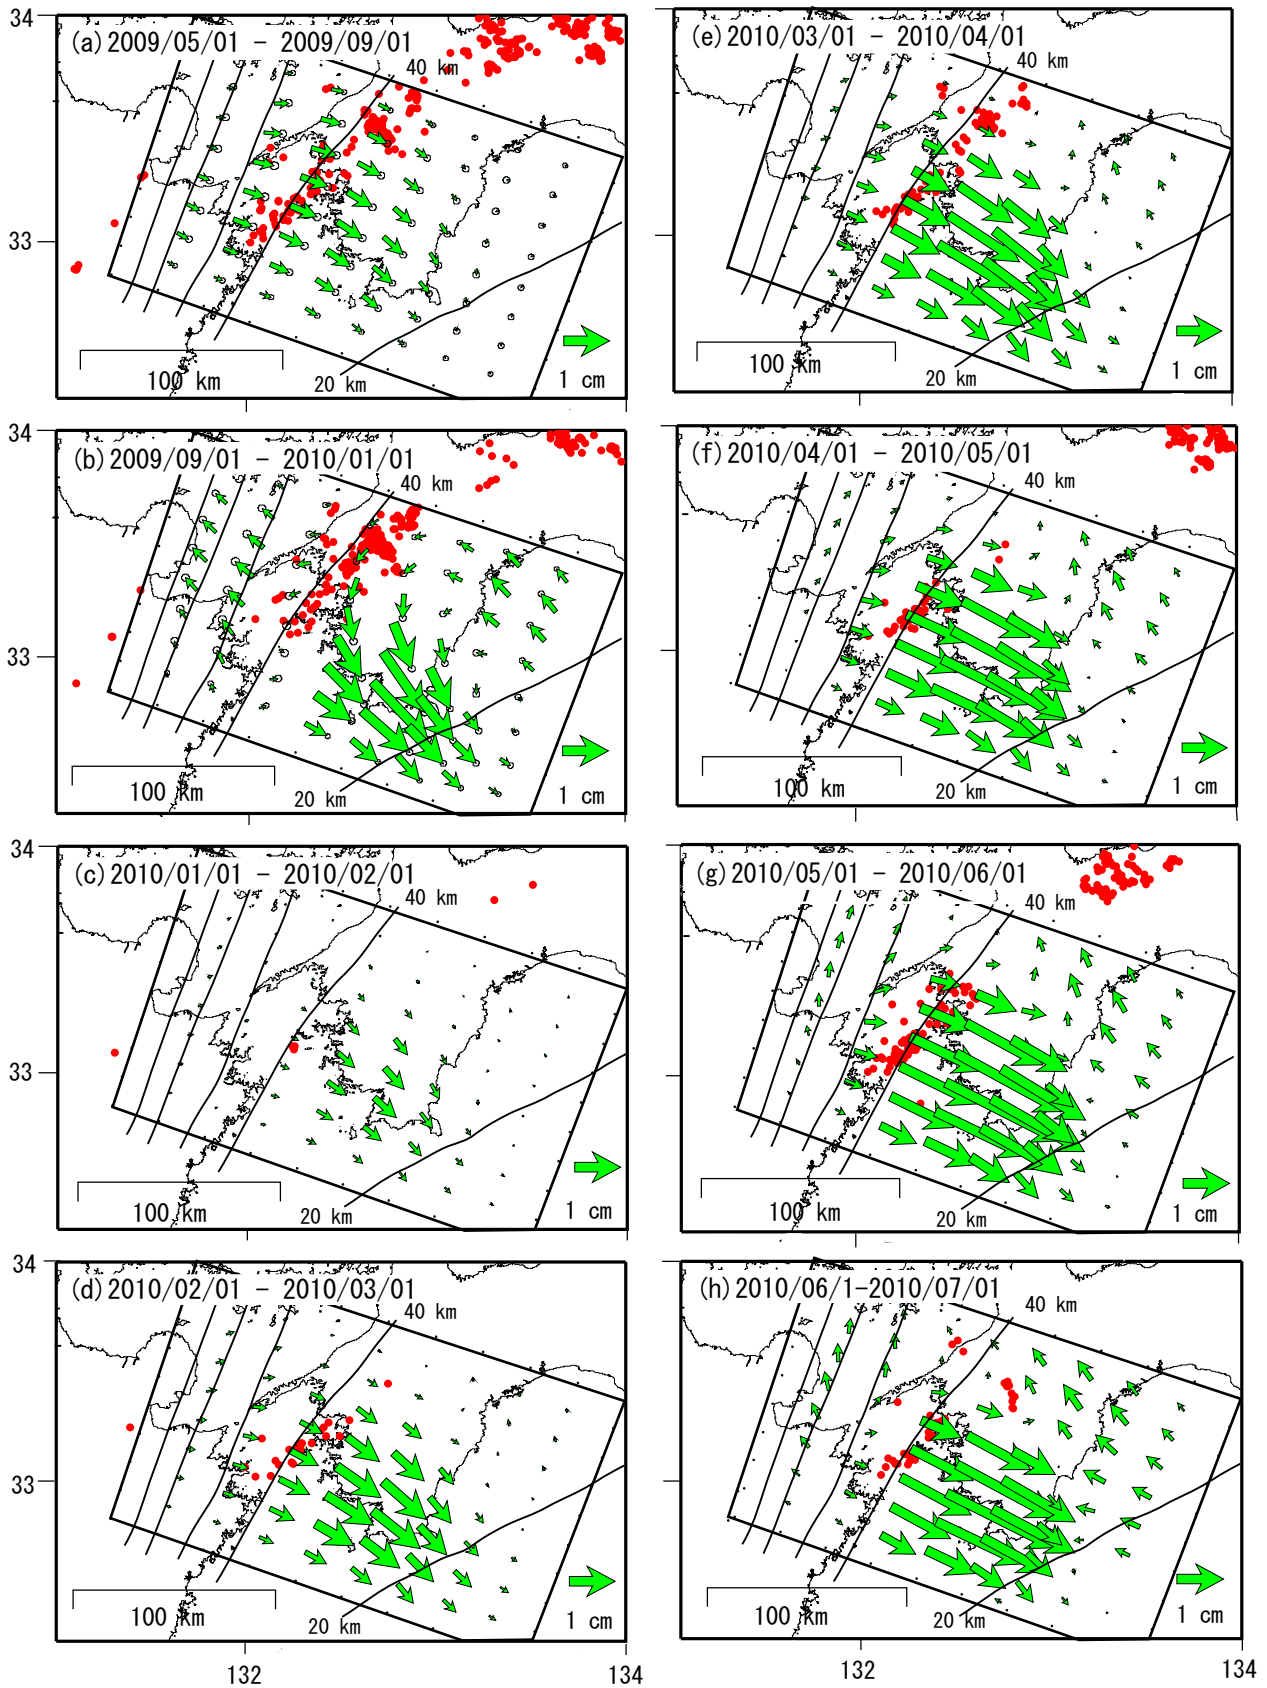 34
(a) 2009/05/01 - 2009/09/01
40 km
33
100 km
20 km
1 cm
(e) 2010/03/01 - 2010/04/01
40 km
100 km
20 km
1 cm
34
(b) 2009/09/01 - 2010/01/01
40 km
33
100 km
20 km
1 cm
(f) 2010/04/01 - 2010/05/01
40 km
100 km
20 km
1 cm
34
(c) 2010/01/01 - 2010/02/01
40 km
33
100 km
20 km
1 cm
(g) 2010/05/01 - 2010/06/01
40 km
100 km
20 km
1 cm
34
(d) 2010/02/01 - 2010/03/01
40 km
33
100 km
20 km
1 cm
132
134
(h) 2010/06/1-2010/07/01
40 km
100 km
20 km
1 cm
132
134